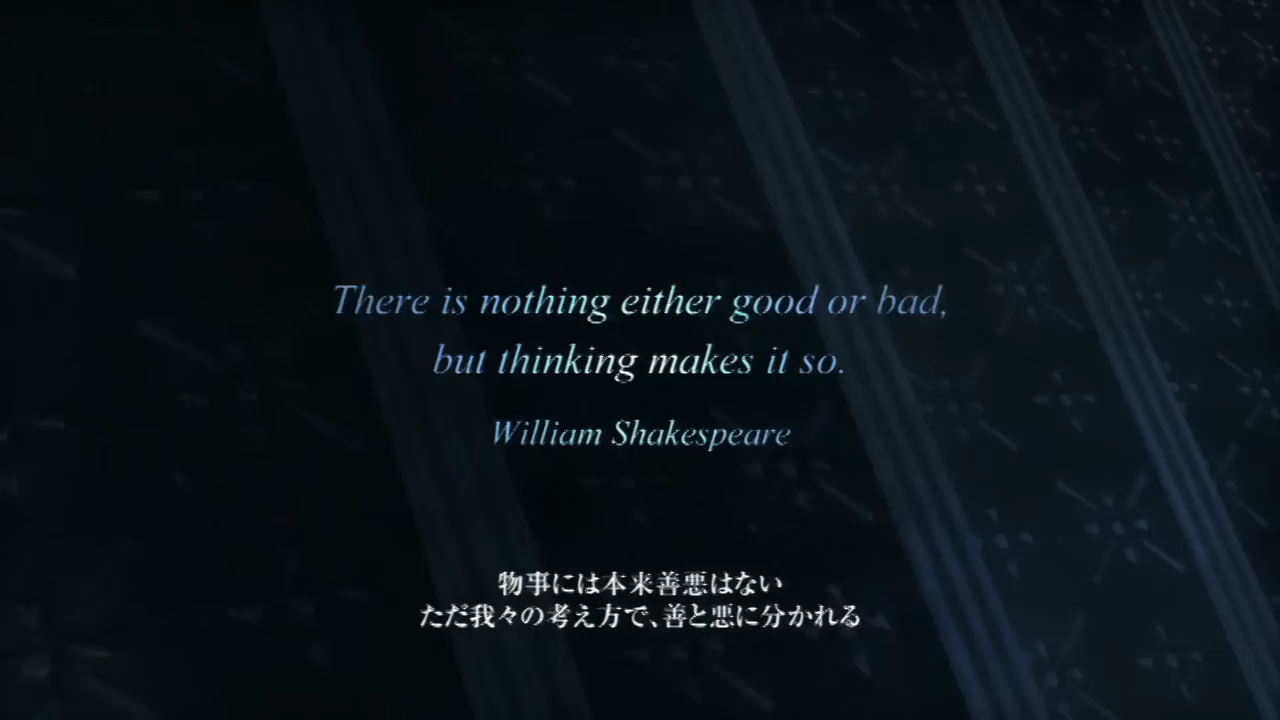 There is nothing either good or bad,
but thinking makes it so.
William Shakespeare
物事には本来善悪はない
ただ我々の考え方で、善と悪に分かれる